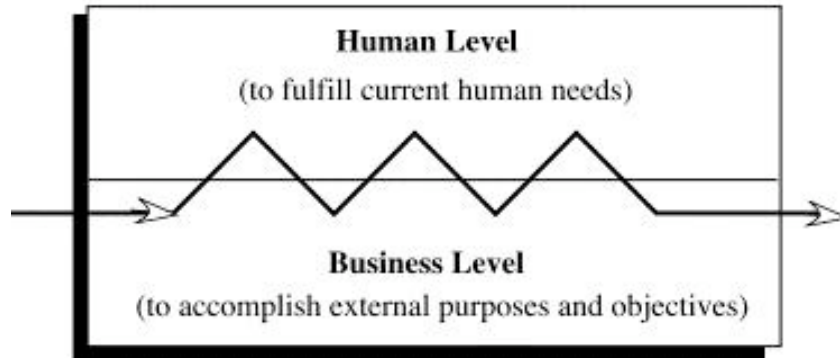 Human Level
(to fulfill current human needs)
Business Level
(to accomplish external purposes and objectives)